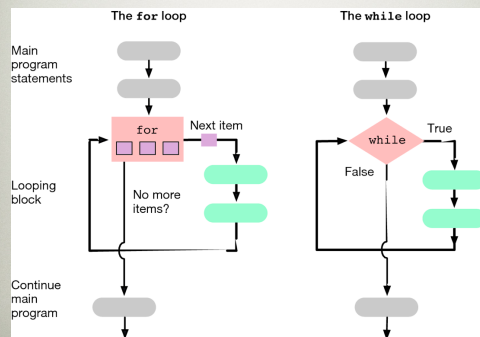 The for loop
The while loop
Main
program
statements
for
Next item
while
True
False
Looping
block
No more
items?
Continue
main
program